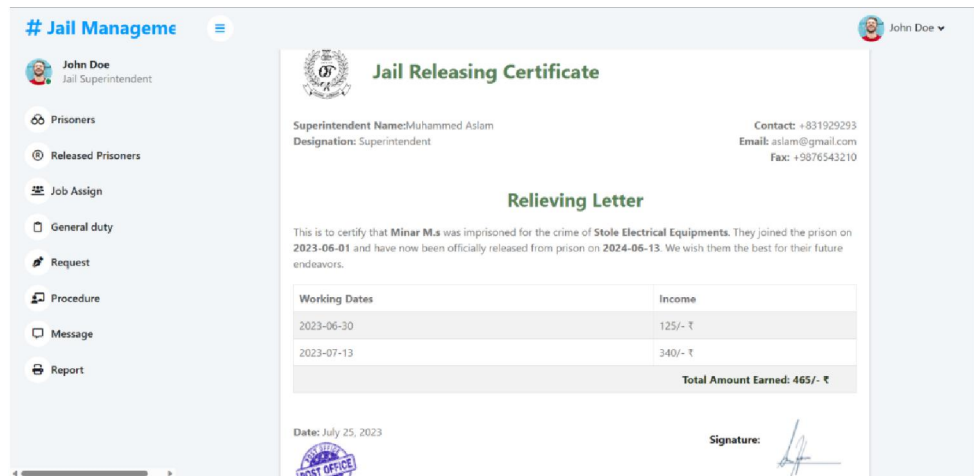 # Jail Manageme
John Doe
John Doe
Jail Superintendent
Prisoners
Released Prisoners
Job Assign
General duty
Request
Procedure
Message
Report
Jail Releasing Certificate
Superintendent Name:Muhammed Aslam
Designation: Superintendent
Contact: +831929293
Email: aslam@gmail.com
Fax: +9876543210
Relieving Letter
This is to certify that Minar M.s was imprisoned for the crime of Stole Electrical Equipments. They joined the prison on
2023-06-01 and have now been officially released from prison on 2024-06-13. We wish them the best for their future
endeavors.
Working Dates Income
2023-06-30 125/- ₹
2023-07-13 340/- ₹
Total Amount Earned: 465/- ₹
Date: July 25, 2023
Signature:
POST OFFICE